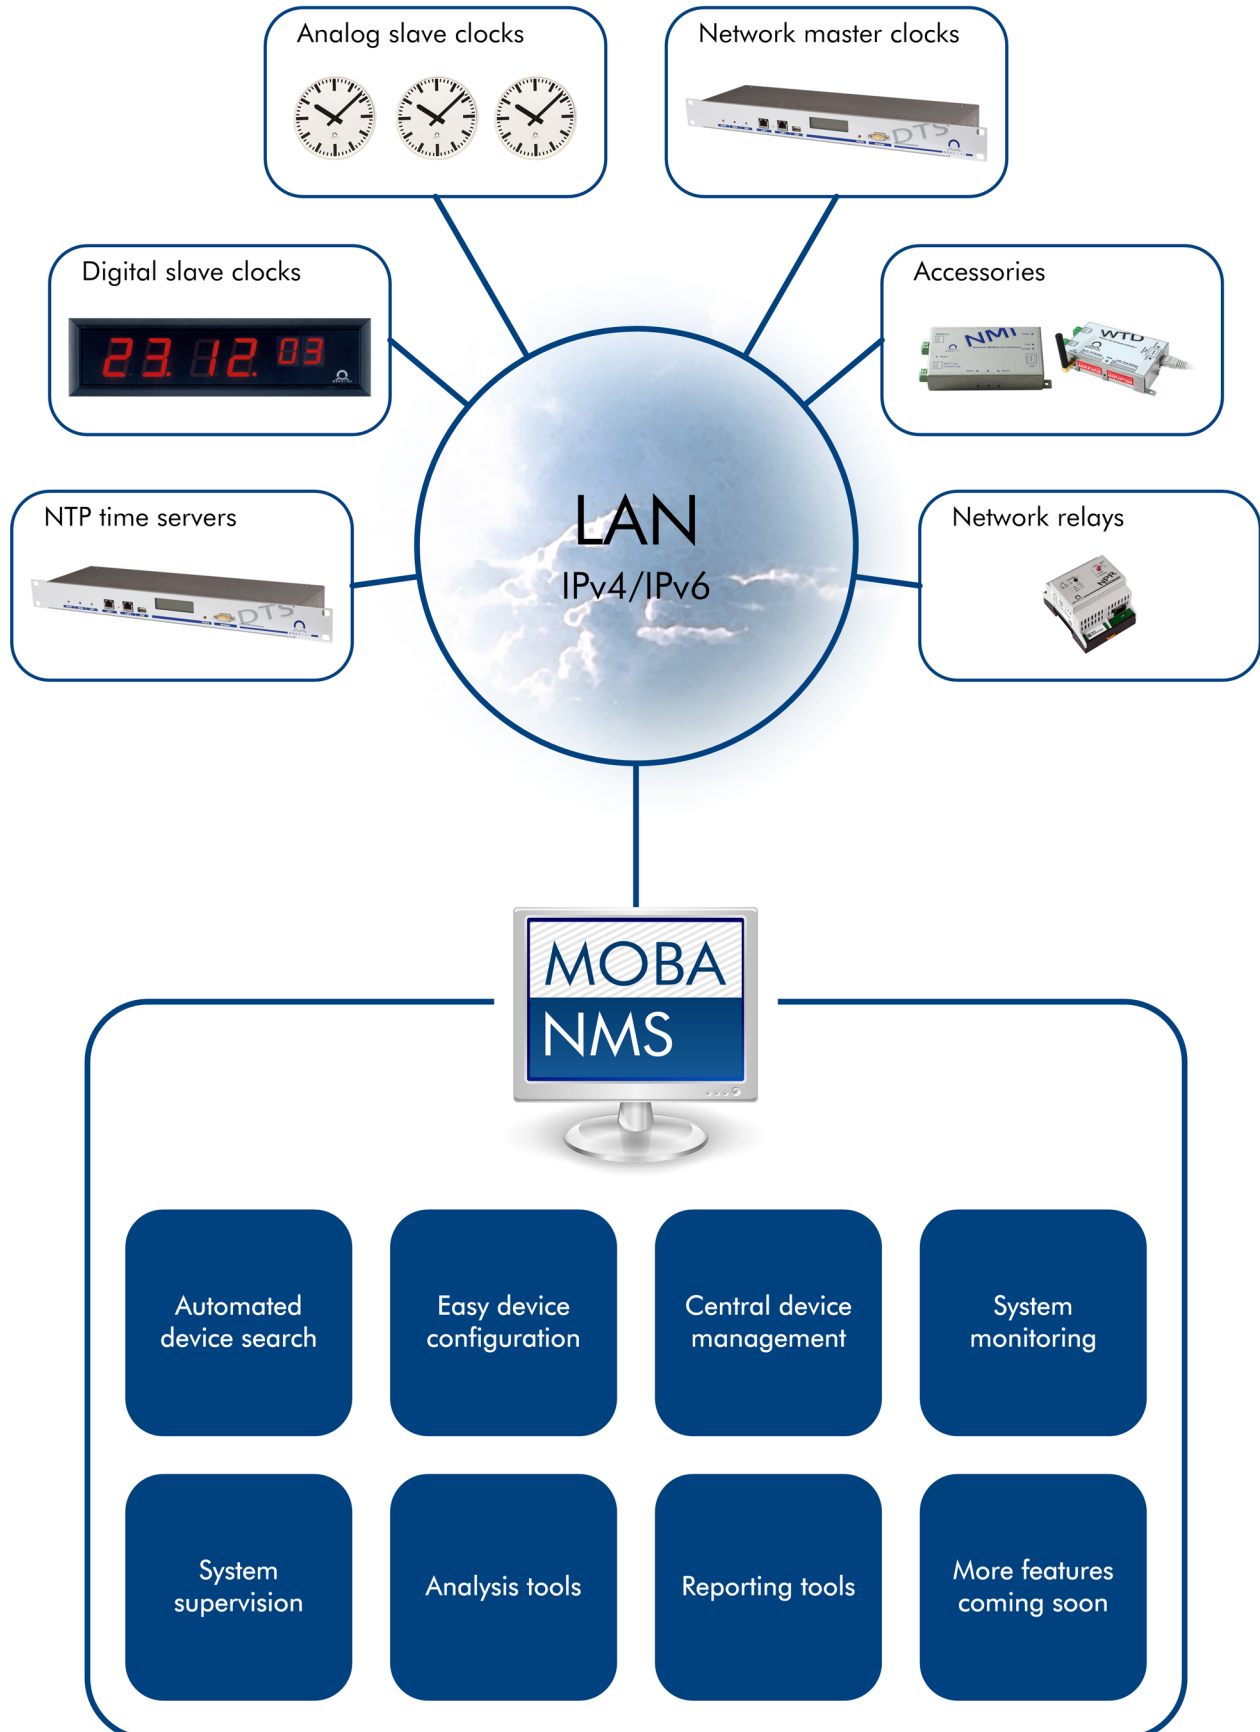 Analog slave clocks
Network master clocks
DTS
Digital slave clocks
23.12. 03
Accessories
NMI
WTD
LAN
IPv4/IPv6
NTP time servers
DTS
Network relays
NPR
MOBA
NMS
Automated
device search
Easy device
configuration
Central device
management
System
monitoring
System
supervision
Analysis tools
Reporting tools
More features
coming soon